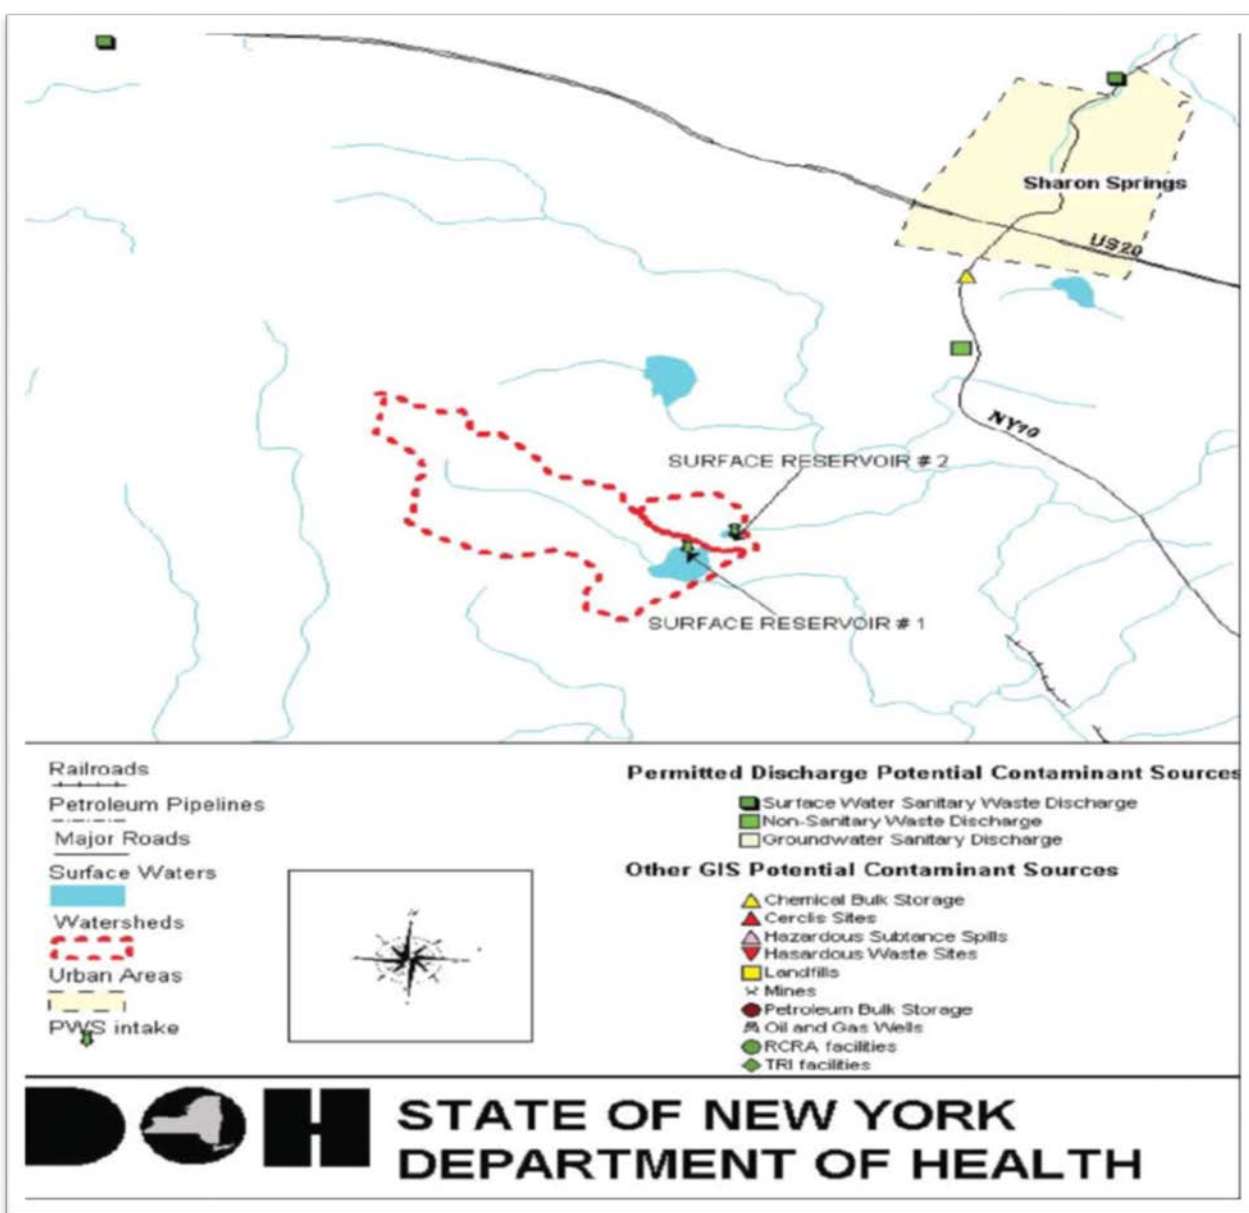 Sharon Springs
US20
NY10
SURFACE RESERVOIR # 2
SURFACE RESERVOIR # 1
Railroads
Petroleum Pipelines
Major Roads
Surface Waters
Watersheds
Urban Areas
PWS intake
Permitted Discharge Potential Contaminant Sources
Surface Water Sanitary Waste Discharge
Non-Sanitary Waste Discharge
Groundwater Sanitary Discharge
Other GIS Potential Contaminant Sources
Chemical Bulk Storage
Cerclis Sites
Hazardous Subtance Spills
Hasardous Waste Sites
Landfills
Mines
Petroleum Bulk Storage
Oil and Gas Wells
RCRA facilities
TRI facilities
DOH
STATE OF NEW YORK
DEPARTMENT OF HEALTH